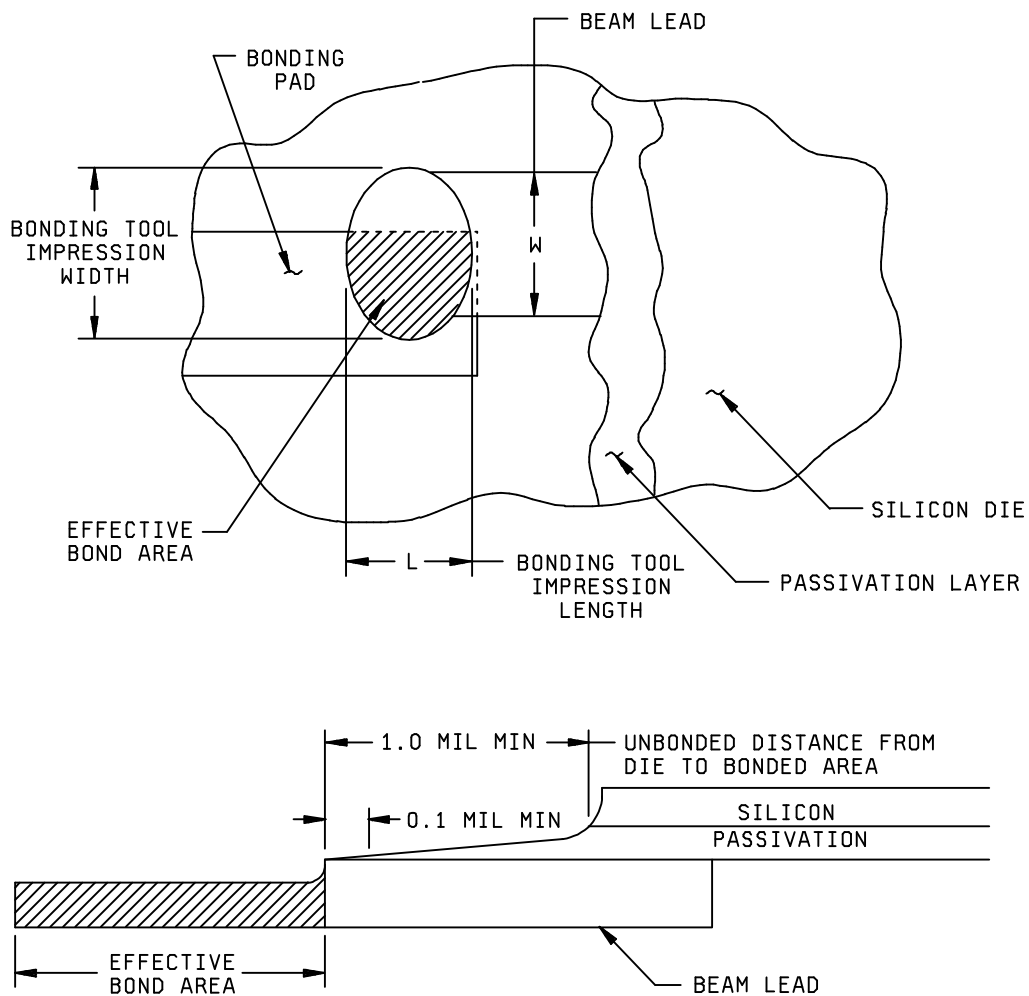 BEAM LEAD
BONDING
PAD
BONDING TOOL
IMPRESSION
WIDTH
W
EFFECTIVE
BOND AREA
L
BONDING TOOL
IMPRESSION
LENGTH
SILICON DIE
PASSIVATION LAYER
1.0 MIL MIN
UNBONDED DISTANCE FROM
DIE TO BONDED AREA
0.1 MIL MIN
SILICON
PASSIVATION
EFFECTIVE
BOND AREA
BEAM LEAD